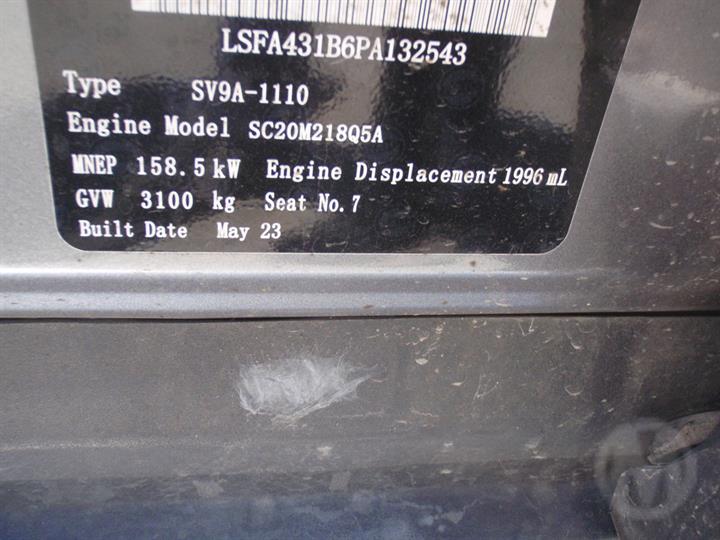 LSFA431B6PA132543
Type SV9A-1110
Engine Model SC20M218Q5A
MNEP 158.5 kW Engine Displacement 1996 mL
GVW 3100 kg Seat No. 7
Built Date May 23
M